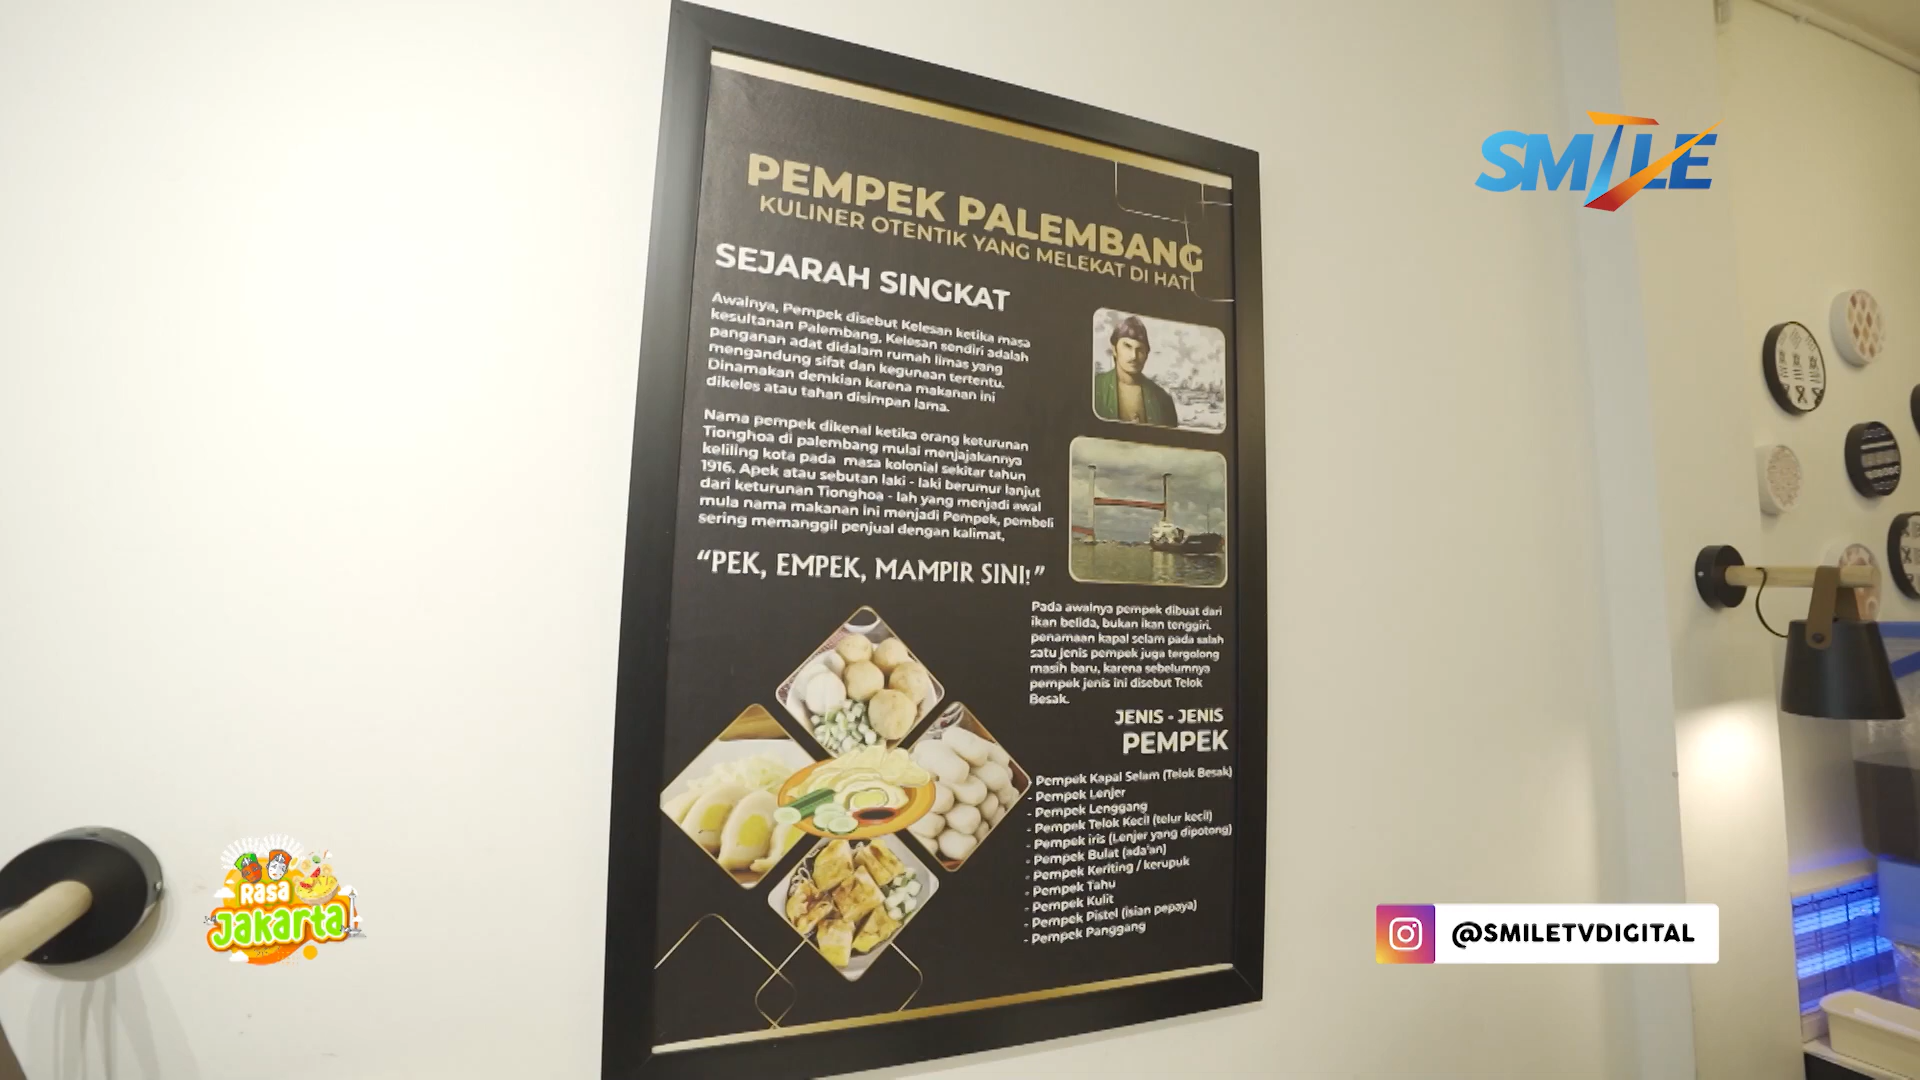 PEMPEK PALEMBANG
KULINER OTENTIK YANG MELEKAT DI HATI
SEJARAH SINGKAT
Awalnya, Pempek disebut Kelesan ketika masa
kesultanan Palembang, Kelesan sendiri adalah
panganan adat didalam rumah limas yang
mengandung sifat dan kegunaan tertentu.
Dinamakan demkian karena makanan ini
dikelos atau tahan disimpan lama.
Nama pempek dikenal ketika orang keturunan
Tionghoa di palembang mulai menjajakannya
keliling kota pada masa kolonial sekitar tahun
1916. Apek atau sebutan laki - laki berumur lanjut
dari keturunan Tionghoa - lah yang menjadi awal
mula nama makanan ini menjadi Pempek, pembeli
sering memanggil penjual dengan kalimat,
"PEK, EMPEK, MAMPIR SINI!"
Pada awalnya pempek dibuat dari
ikan belida, bukan ikan tenggiri.
penamaan kapal selam pada salah
satu jenis pempek juga tergolong
masih baru, karena sebelumnya
pempek jenis ini disebut Telok
Besak.
JENIS - JENIS
PEMPEK
- Pempek Kapal Selam (Telok Besak)
- Pempek Lenjer
- Pempek Lenggang
- Pempek Telok Kecil (telur kecil)
- Pempek iris (Lenjer yang dipotong)
- Pempek Bulat (ada'an)
- Pempek Keriting / kerupuk
- Pempek Tahu
- Pempek Kulit
- Pempek Pistel (isian pepaya)
- Pempek Panggang
SMILE
Rasa
Jakarta
@SMILETVDIGITAL